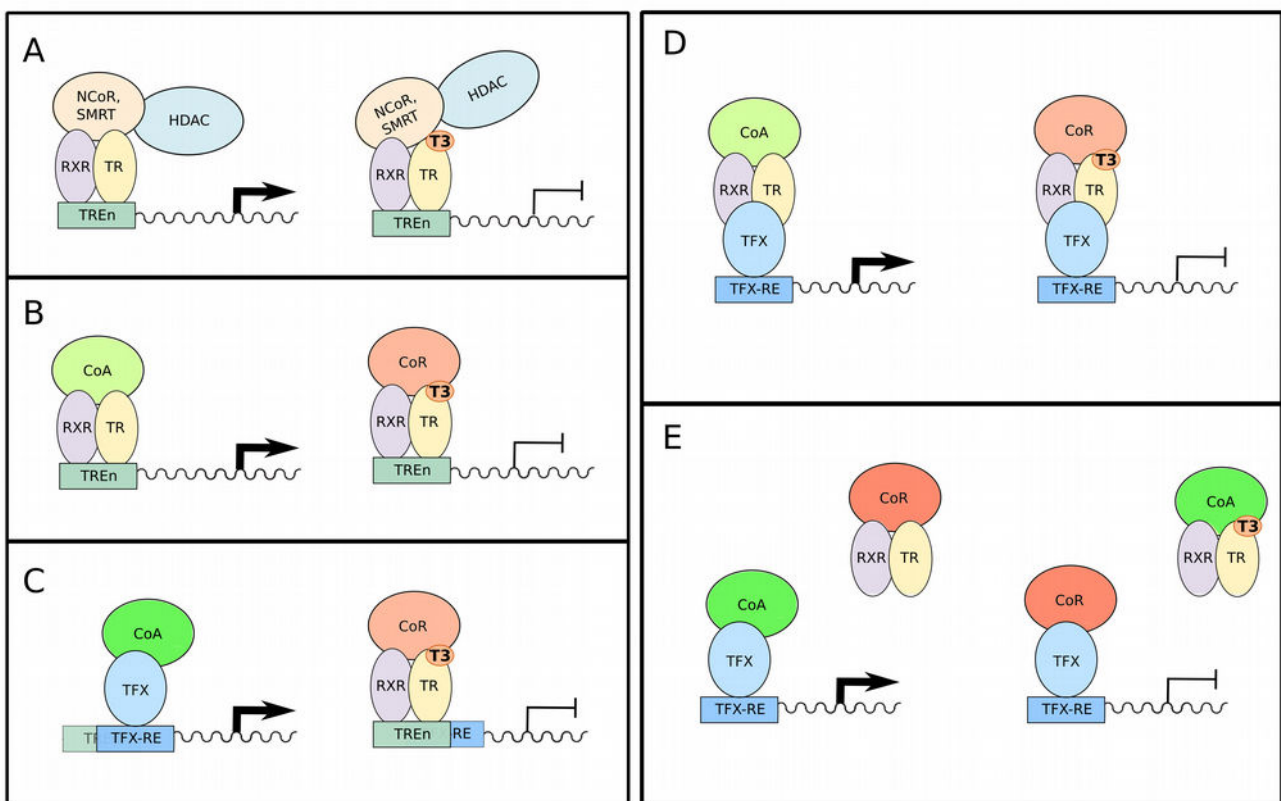 A
NCoR,
SMRT
HDAC
RXR
TR
TREn
NCoR,
SMRT
HDAC
T3
RXR
TR
TREn
B
CoA
RXR
TR
TREn
CoR
T3
RXR
TR
TREn
C
CoA
TFX
TFX-RE
CoR
T3
RXR
TR
TREn
-RE
D
CoA
RXR
TR
TFX
TFX-RE
CoR
T3
RXR
TR
TFX
TFX-RE
E
CoR
RXR
TR
CoA
TFX
TFX-RE
CoA
T3
RXR
TR
CoR
TFX
TFX-RE